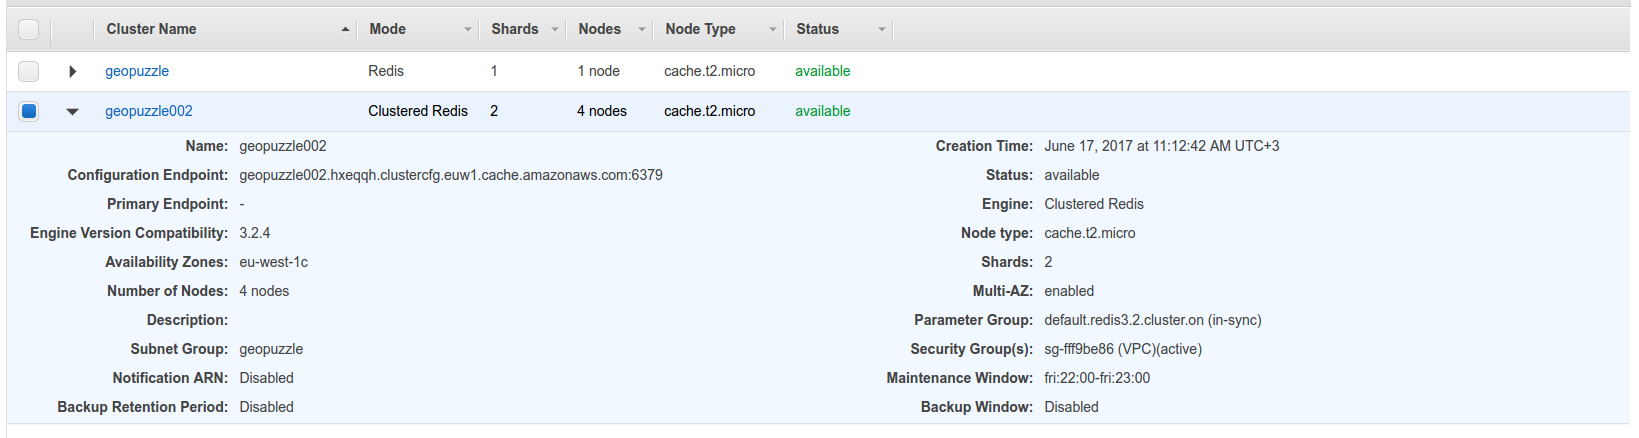 Cluster Name Mode Shards Nodes Node Type Status
geopuzzle Redis 1 1 node cache.t2.micro available
geopuzzle002 Clustered Redis 2 4 nodes cache.t2.micro available
Name: geopuzzle002 Creation Time: June 17, 2017 at 11:12:42 AM UTC+3
Configuration Endpoint: geopuzzle002.hxeqqh.clustercfg.euw1.cache.amazonaws.com:6379 Status: available
Primary Endpoint: - Engine: Clustered Redis
Engine Version Compatibility: 3.2.4 Node type: cache.t2.micro
Availability Zones: eu-west-1c Shards: 2
Number of Nodes: 4 nodes Multi-AZ: enabled
Description: Parameter Group: default.redis3.2.cluster.on (in-sync)
Subnet Group: geopuzzle Security Group(s): sg-fff9be86 (VPC)(active)
Notification ARN: Disabled Maintenance Window: fri:22:00-fri:23:00
Backup Retention Period: Disabled Backup Window: Disabled